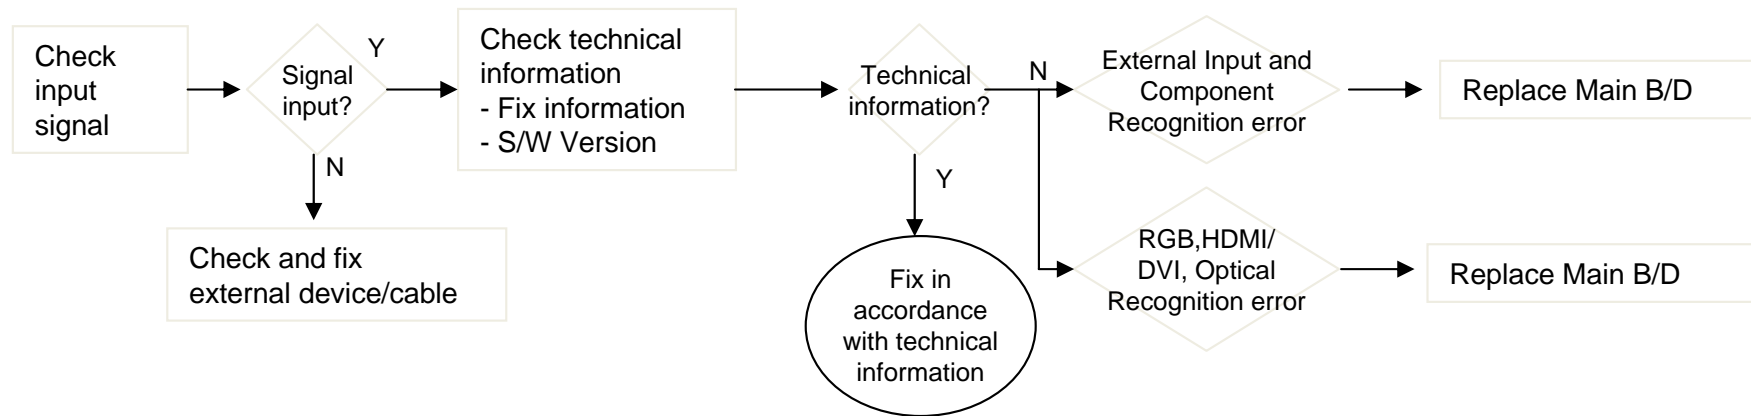 Check
input
signal
Signal
input?
Y
N
Check and fix
external device/cable
Check technical
information
- Fix information
- S/W Version
Technical
information?
N
Y
Fix in
accordance
with technical
information
External Input and
Component
Recognition error
Replace Main B/D
RGB,HDMI/
DVI, Optical
Recognition error
Replace Main B/D